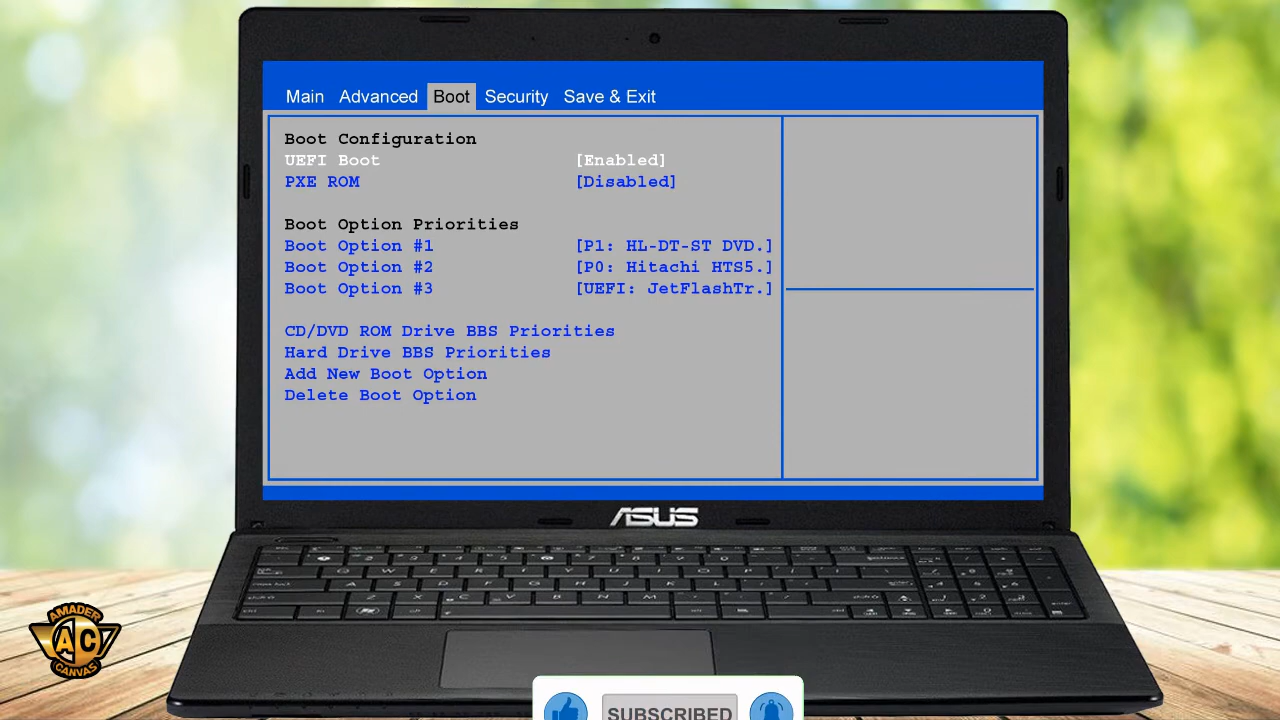 Main Advanced Boot Security Save & Exit
Boot Configuration
UEFI Boot [Enabled]
PXE ROM [Disabled]
Boot Option Priorities
Boot Option #1 [P1: HL-DT-ST DVD.]
Boot Option #2 [P0: Hitachi HTS5.]
Boot Option #3 [UEFI: JetFlashTr.]
CD/DVD ROM Drive BBS Priorities
Hard Drive BBS Priorities
Add New Boot Option
Delete Boot Option
ASUS
AMADER
AC
CANVAS
SUBSCRIBED